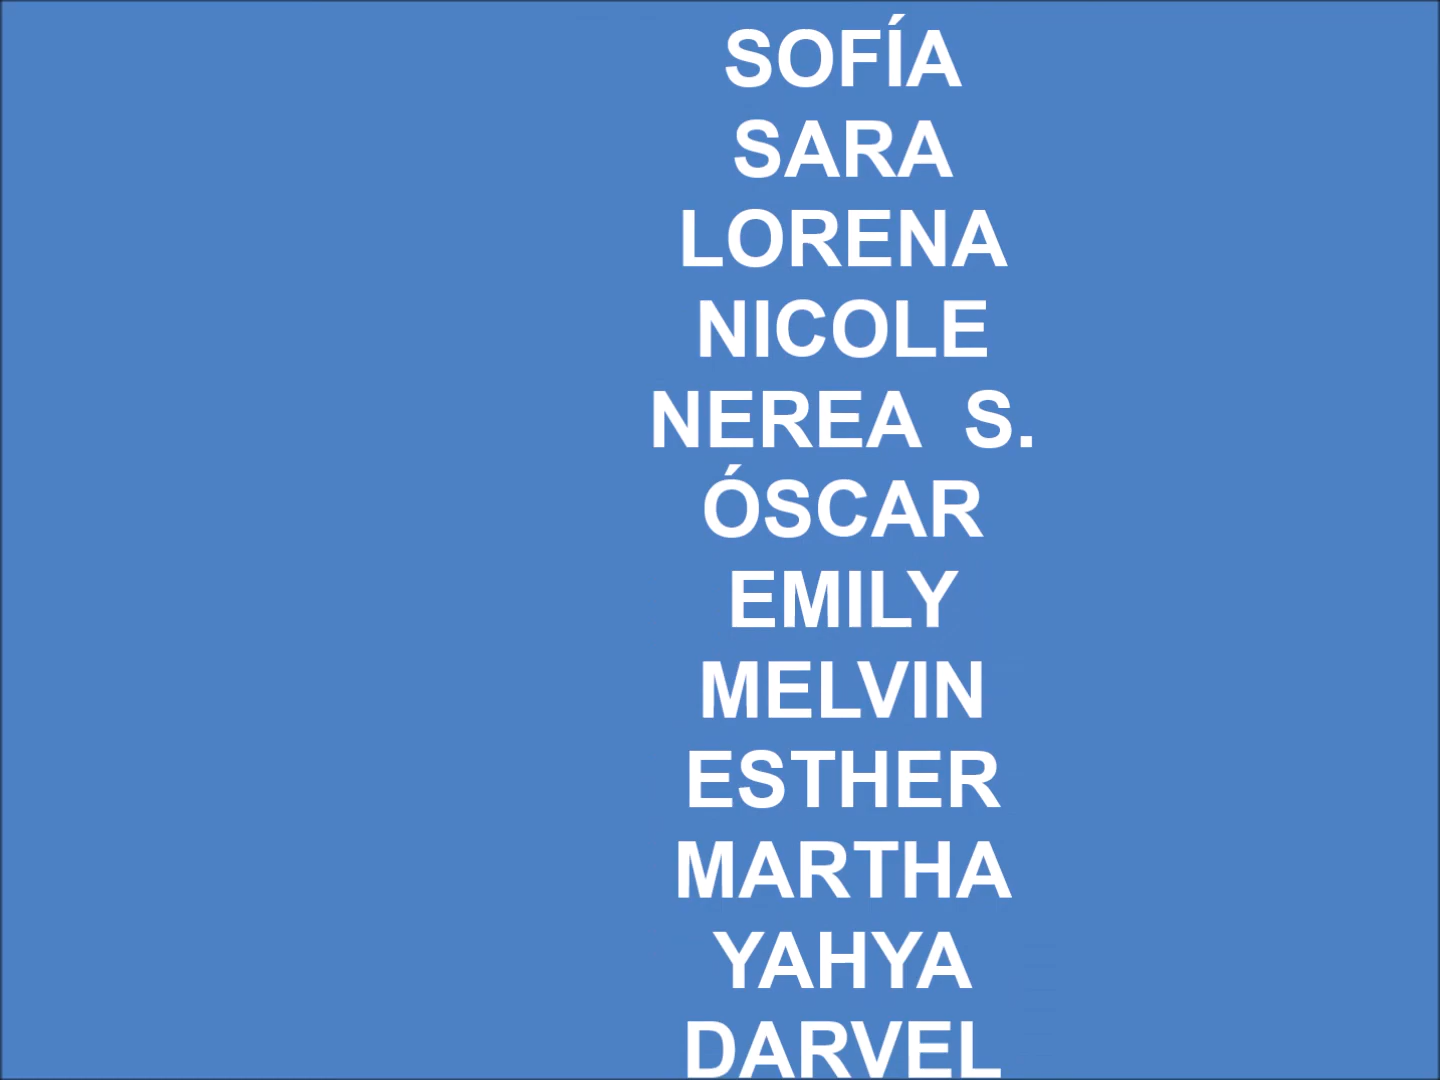 SOFÍA
SARA
LORENA
NICOLE
NEREA S.
ÓSCAR
EMILY
MELVIN
ESTHER
MARTHA
YAHYA
DARVEL